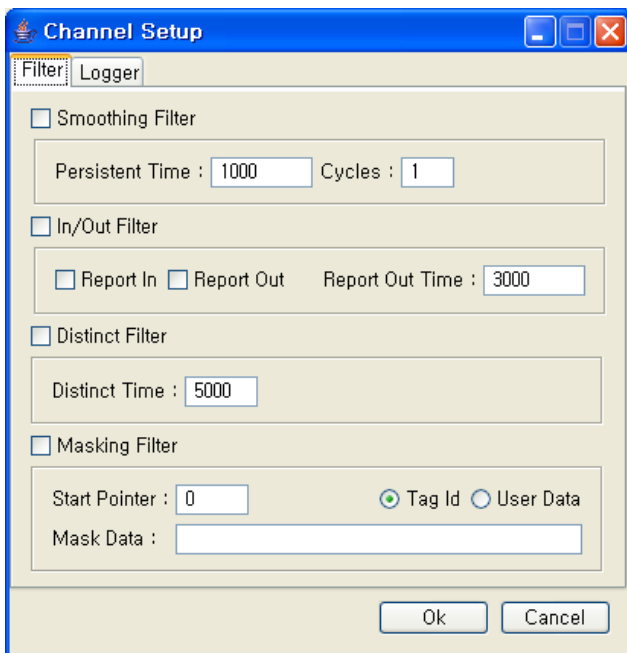 Channel Setup
Filter Logger
Smoothing Filter
Persistent Time : 1000 Cycles : 1
In/Out Filter
Report In Report Out Report Out Time : 3000
Distinct Filter
Distinct Time : 5000
Masking Filter
Start Pointer : 0 Tag Id User Data
Mask Data :
Ok Cancel